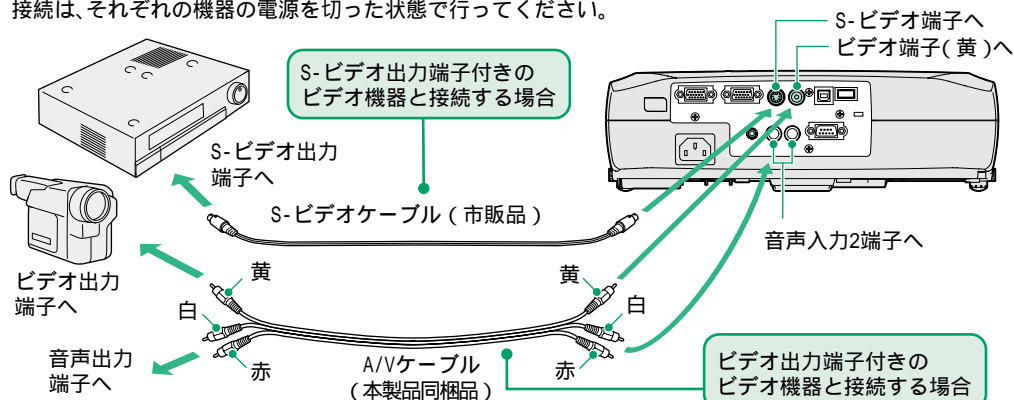 接続は、それぞれの機器の電源を切った状態で行ってください。
S-ビデオ端子へ
ビデオ端子(黄)へ
S-ビデオ出力端子付きの
ビデオ機器と接続する場合
S-ビデオ出力
端子へ
S-ビデオケーブル(市販品)
音声入力2端子へ
ビデオ出力
端子へ
黄
黄
白
白
音声出力
端子へ
赤
A/Vケーブル
(本製品同梱品)
赤
ビデオ出力端子付きの
ビデオ機器と接続する場合